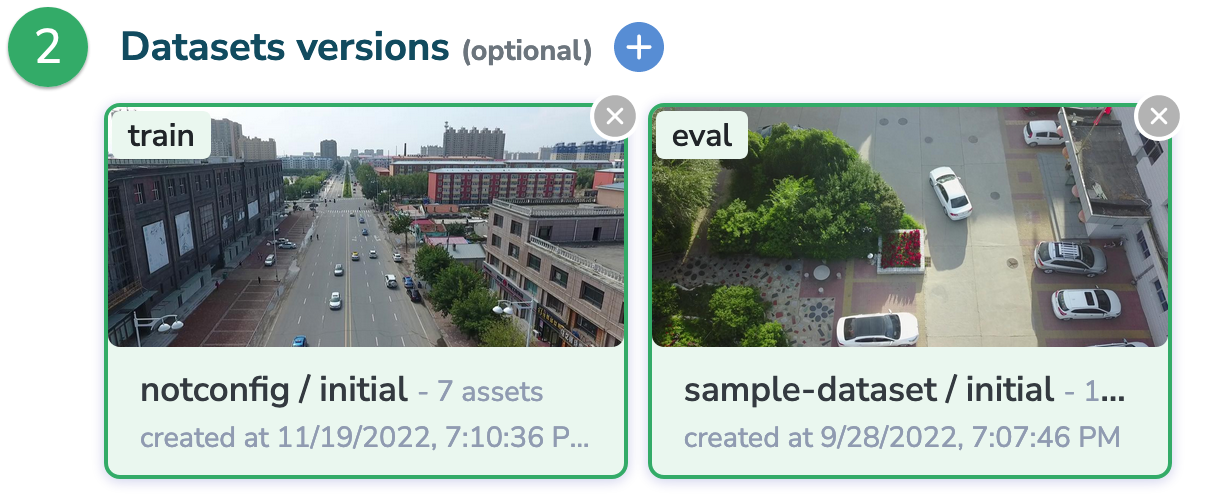 2 Datasets versions (optional)
train
eval
notconfig / initial - 7 assets
created at 11/19/2022, 7:10:36 P...
sample-dataset / initial - 1...
created at 9/28/2022, 7:07:46 PM